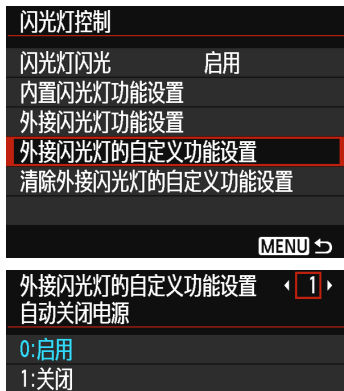 闪光灯控制
闪光灯闪光 启用
内置闪光灯功能设置
外接闪光灯功能设置
外接闪光灯的自定义功能设置
清除外接闪光灯的自定义功能设置
MENU
外接闪光灯的自定义功能设置 1
自动关闭电源
0:启用
1:关闭